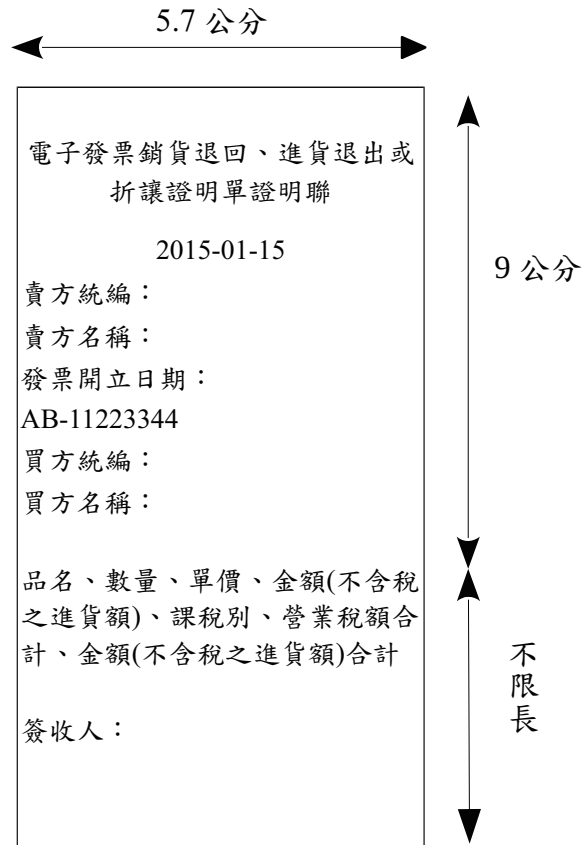 5.7 公分
電子發票銷貨退回、進貨退出或
折讓證明單證明聯
2015-01-15
賣方統編：
賣方名稱：
發票開立日期：
AB-11223344
買方統編：
買方名稱：
9 公分
品名、數量、單價、金額(不含稅
之進貨額)、課稅別、營業稅額合
計、金額(不含稅之進貨額)合計
簽收人：
不限長